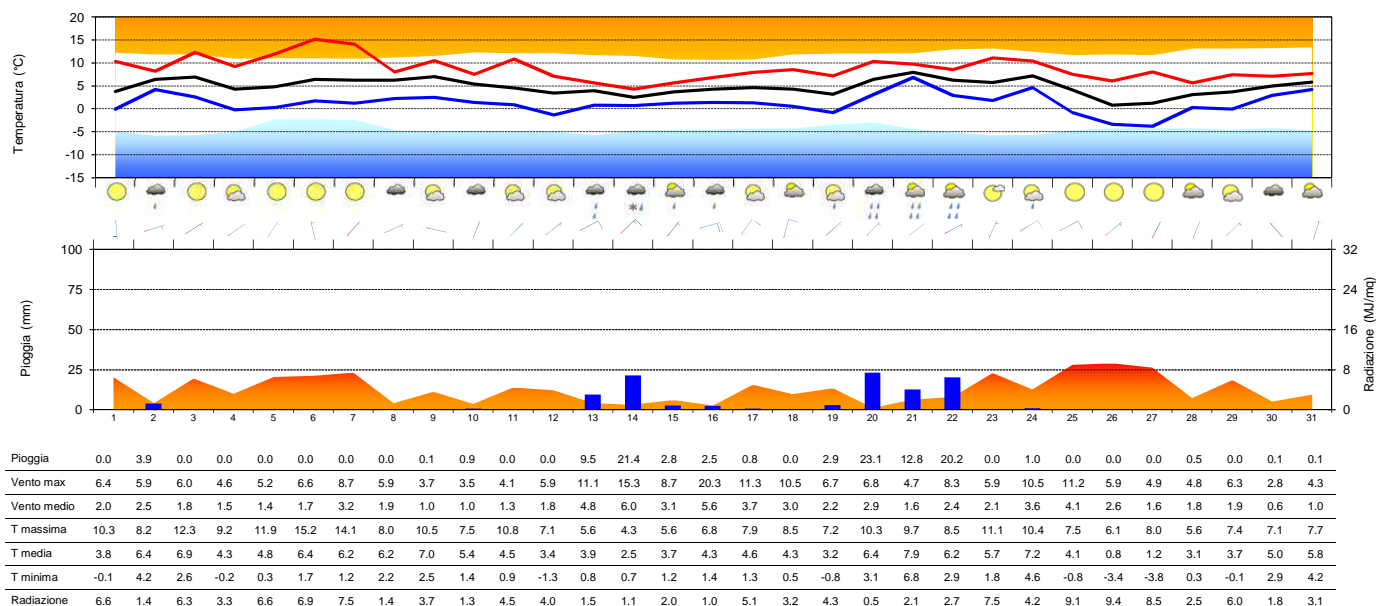 20
15
10
5
0
-5
-10
-15
Temperatura (°C)
100
75
50
25
0
Pioggia (mm)
32
24
16
8
0
Radiazione (MJ/mq)
1 2 3 4 5 6 7 8 9 10 11 12 13 14 15 16 17 18 19 20 21 22 23 24 25 26 27 28 29 30 31
Pioggia 0.0 3.9 0.0 0.0 0.0 0.0 0.0 0.0 0.1 0.9 0.0 0.0 9.5 21.4 2.8 2.5 0.8 0.0 2.9 23.1 12.8 20.2 0.0 1.0 0.0 0.0 0.0 0.5 0.0 0.1 0.1
Vento max 6.4 5.9 6.0 4.6 5.2 6.6 8.7 5.9 3.7 3.5 4.1 5.9 11.1 15.3 8.7 20.3 11.3 10.5 6.7 6.8 4.7 8.3 5.9 10.5 11.2 5.9 4.9 4.8 6.3 2.8 4.3
Vento medio 2.0 2.5 1.8 1.5 1.4 1.7 3.2 1.9 1.0 1.0 1.3 1.8 4.8 6.0 3.1 5.6 3.7 3.0 2.2 2.9 1.6 2.4 2.1 3.6 4.1 2.6 1.6 1.8 1.9 0.6 1.0
T massima 10.3 8.2 12.3 9.2 11.9 15.2 14.1 8.0 10.5 7.5 10.8 7.1 5.6 4.3 5.6 6.8 7.9 8.5 7.2 10.3 9.7 8.5 11.1 10.4 7.5 6.1 8.0 5.6 7.4 7.1 7.7
T media 3.8 6.4 6.9 4.3 4.8 6.4 6.2 6.2 7.0 5.4 4.5 3.4 3.9 2.5 3.7 4.3 4.6 4.3 3.2 6.4 7.9 6.2 5.7 7.2 4.1 0.8 1.2 3.1 3.7 5.0 5.8
T minima -0.1 4.2 2.6 -0.2 0.3 1.7 1.2 2.2 2.5 1.4 0.9 -1.3 0.8 0.7 1.2 1.4 1.3 0.5 -0.8 3.1 6.8 2.9 1.8 4.6 -0.8 -3.4 -3.8 0.3 -0.1 2.9 4.2
Radiazione 6.6 1.4 6.3 3.3 6.6 6.9 7.5 1.4 3.7 1.3 4.5 4.0 1.5 1.1 2.0 1.0 5.1 3.2 4.3 0.5 2.1 2.7 7.5 4.2 9.1 9.4 8.5 2.5 6.0 1.8 3.1